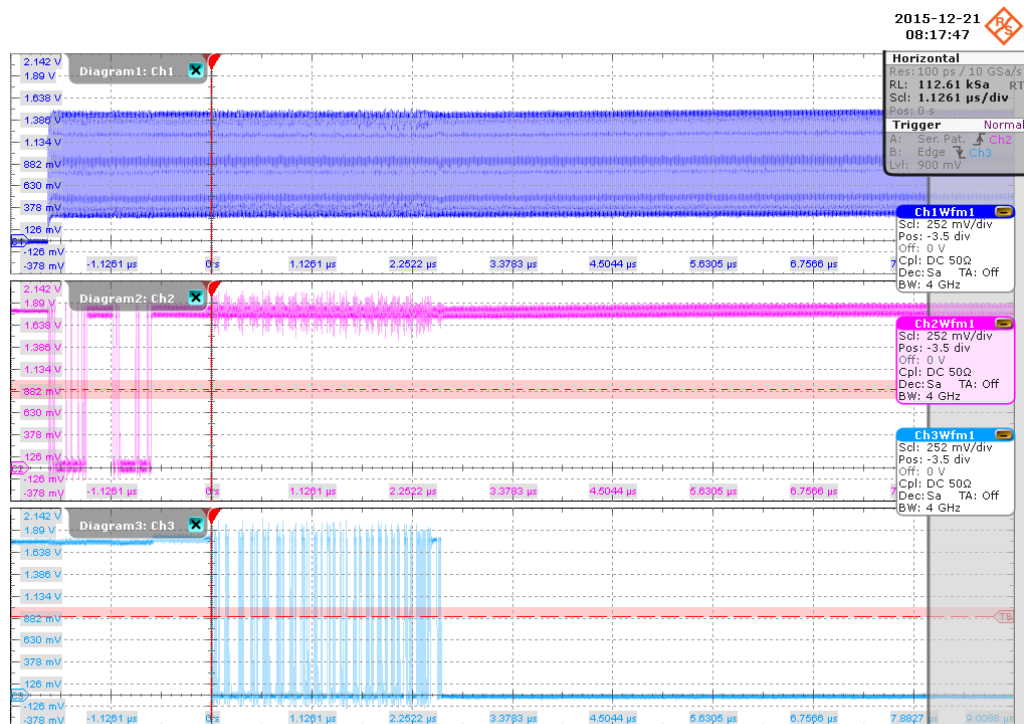 2015-12-21
08:17:47
R&S
Diagram1: Ch1
2.142 V
1.89 V
1.638 V
1.386 V
1.134 V
882 mV
630 mV
378 mV
126 mV
C1
-126 mV
-378 mV
-1.1261 µs
0 s
1.1261 µs
2.2522 µs
3.3783 µs
4.5044 µs
5.6305 µs
6.7566 µs
Horizontal
Res: 100 ps / 10 GSa/s
RL: 112.61 kSa RT
Scl: 1.1261 µs/div
Pos: 0 s
Trigger Normal
A: Ser. Pat. Ch2
B: Edge Ch3
Lvl: 900 mV
Ch1Wfm1
Scl: 252 mV/div
Pos: -3.5 div
Off: 0 V
Cpl: DC 50Ω
Dec: Sa TA: Off
BW: 4 GHz
Diagram2: Ch2
2.142 V
1.89 V
1.638 V
1.386 V
1.134 V
882 mV
630 mV
378 mV
126 mV
C2
-126 mV
-378 mV
-1.1261 µs
0 s
1.1261 µs
2.2522 µs
3.3783 µs
4.5044 µs
5.6305 µs
6.7566 µs
Ch2Wfm1
Scl: 252 mV/div
Pos: -3.5 div
Off: 0 V
Cpl: DC 50Ω
Dec: Sa TA: Off
BW: 4 GHz
Ch3Wfm1
Scl: 252 mV/div
Pos: -3.5 div
Off: 0 V
Cpl: DC 50Ω
Dec: Sa TA: Off
BW: 4 GHz
Diagram3: Ch3
2.142 V
1.89 V
1.638 V
1.386 V
1.134 V
882 mV
TB
630 mV
378 mV
126 mV
C3
-126 mV
-378 mV
-1.1261 µs
0 s
1.1261 µs
2.2522 µs
3.3783 µs
4.5044 µs
5.6305 µs
6.7566 µs
7.8827 µs
9.0088 µs